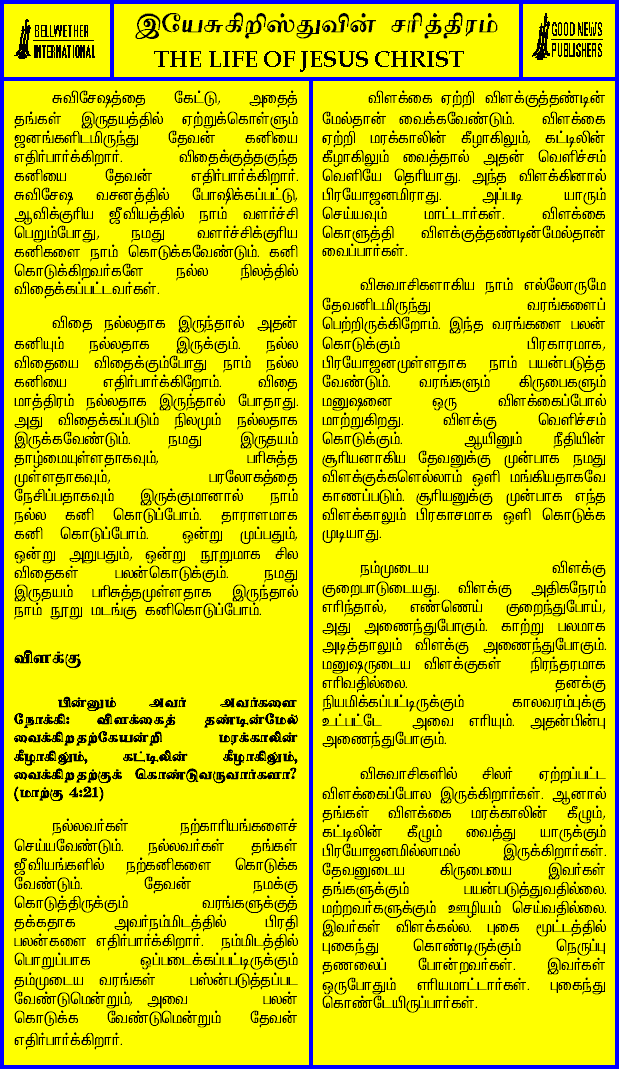 BELLWETHER
INTERNATIONAL
இயேசுகிறிஸ்துவின் சரித்திரம்
THE LIFE OF JESUS CHRIST
GOOD NEWS
PUBLISHERS
சுவிசேஷத்தை கேட்டு, அதைத்
தங்கள் இருதயத்தில் ஏற்றுக்கொள்ளும்
ஜனங்களிடமிருந்து தேவன் கனியை
எதிர்பார்க்கிறார். விதைக்குத்தகுந்த
கனியை தேவன் எதிர்பார்க்கிறார்.
சுவிசேஷ வசனத்தில் போஷிக்கப்பட்டு,
ஆவிக்குரிய ஜீவியத்தில் நாம் வளர்ச்சி
பெறும்போது, நமது வளர்ச்சிக்குரிய
கனிகளை நாம் கொடுக்கவேண்டும். கனி
கொடுக்கிறவர்களே நல்ல நிலத்தில்
விதைக்கப்பட்டவர்கள்.
விதை நல்லதாக இருந்தால் அதன்
கனியும் நல்லதாக இருக்கும். நல்ல
விதையை விதைக்கும்போது நாம் நல்ல
கனியை எதிர்பார்க்கிறோம். விதை
மாத்திரம் நல்லதாக இருந்தால் போதாது.
அது விதைக்கப்படும் நிலமும் நல்லதாக
இருக்கவேண்டும். நமது இருதயம்
தாழ்மையுள்ளதாகவும், பரிசுத்த
முள்ளதாகவும், பரலோகத்தை
நேசிப்பதாகவும் இருக்குமானால் நாம்
நல்ல கனி கொடுப்போம். தாராளமாக
கனி கொடுப்போம். ஒன்று முப்பதும்,
ஒன்று அறுபதும், ஒன்று நூறுமாக சில
விதைகள் பலன்கொடுக்கும். நமது
இருதயம் பரிசுத்தமுள்ளதாக இருந்தால்
நாம் நூறு மடங்கு கனிகொடுப்போம்.
விளக்கு
பின்னும் அவர் அவர்களை
நோக்கி: விளக்கைத் தண்டின்மேல்
வைக்கிறதற்கேயன்றி மரக்காலின்
கீழாகிலும், கட்டிலின் கீழாகிலும்,
வைக்கிறதற்குக் கொண்டுவருவார்களா?
(மாற்கு 4:21)
நல்லவர்கள் நற்காரியங்களைச்
செய்யவேண்டும். நல்லவர்கள் தங்கள்
ஜீவியங்களில் நற்கனிகளை கொடுக்க
வேண்டும். தேவன் நமக்கு
கொடுத்திருக்கும் வரங்களுக்குத்
தக்கதாக அவர்நம்மிடத்தில் பிரதி
பலன்களை எதிர்பார்க்கிறார். நம்மிடத்தில்
பொறுப்பாக ஒப்படைக்கப்பட்டிருக்கும்
தம்முடைய வரங்கள் பஸ்ன்படுத்தப்பட
வேண்டுமென்றும், அவை பலன்
கொடுக்க வேண்டுமென்றும் தேவன்
எதிர்பார்க்கிறார்.
விளக்கை ஏற்றி விளக்குத்தண்டின்
மேல்தான் வைக்கவேண்டும். விளக்கை
ஏற்றி மரக்காலின் கீழாகிலும், கட்டிலின்
கீழாகிலும் வைத்தால் அதன் வெளிச்சம்
வெளியே தெரியாது. அந்த விளக்கினால்
பிரயோஜனமிராது. அப்படி யாரும்
செய்யவும் மாட்டார்கள். விளக்கை
கொளுத்தி விளக்குத்தண்டின்மேல்தான்
வைப்பார்கள்.
விசுவாசிகளாகிய நாம் எல்லோருமே
தேவனிடமிருந்து வரங்களைப்
பெற்றிருக்கிறோம். இந்த வரங்களை பலன்
கொடுக்கும் பிரகாரமாக,
பிரயோஜனமுள்ளதாக நாம் பயன்படுத்த
வேண்டும். வரங்களும் கிருபைகளும்
மனுஷனை ஒரு விளக்கைப்போல்
மாற்றுகிறது. விளக்கு வெளிச்சம்
கொடுக்கும். ஆயினும் நீதியின்
சூரியனாகிய தேவனுக்கு முன்பாக நமது
விளக்குக்களெல்லாம் ஒளி மங்கியதாகவே
காணப்படும். சூரியனுக்கு முன்பாக எந்த
விளக்காலும் பிரகாசமாக ஒளி கொடுக்க
முடியாது.
நம்முடைய விளக்கு
குறைபாடுடையது. விளக்கு அதிகநேரம்
எரிந்தால், எண்ணெய் குறைந்துபோய்,
அது அணைந்துபோகும். காற்று பலமாக
அடித்தாலும் விளக்கு அணைந்துபோகும்.
மனுஷருடைய விளக்குகள் நிரந்தரமாக
எரிவதில்லை. தனக்கு
நியமிக்கப்பட்டிருக்கும் காலவரம்புக்கு
உட்பட்டே அவை எரியும். அதன்பின்பு
அணைந்துபோகும்.
விசுவாசிகளில் சிலர் ஏற்றப்பட்ட
விளக்கைப்போல இருக்கிறார்கள். ஆனால்
தங்கள் விளக்கை மரக்காலின் கீழும்,
கட்டிலின் கீழும் வைத்து யாருக்கும்
பிரயோஜனமில்லாமல் இருக்கிறார்கள்.
தேவனுடைய கிருபையை இவர்கள்
தங்களுக்கும் பயன்படுத்துவதில்லை.
மற்றவர்களுக்கும் ஊழியம் செய்வதில்லை.
இவர்கள் விளக்கல்ல. புகை மூட்டத்தில்
புகைந்து கொண்டிருக்கும் நெருப்பு
தணலைப் போன்றவர்கள். இவர்கள்
ஒருபோதும் எரியமாட்டார்கள். புகைந்து
கொண்டேயிருப்பார்கள்.